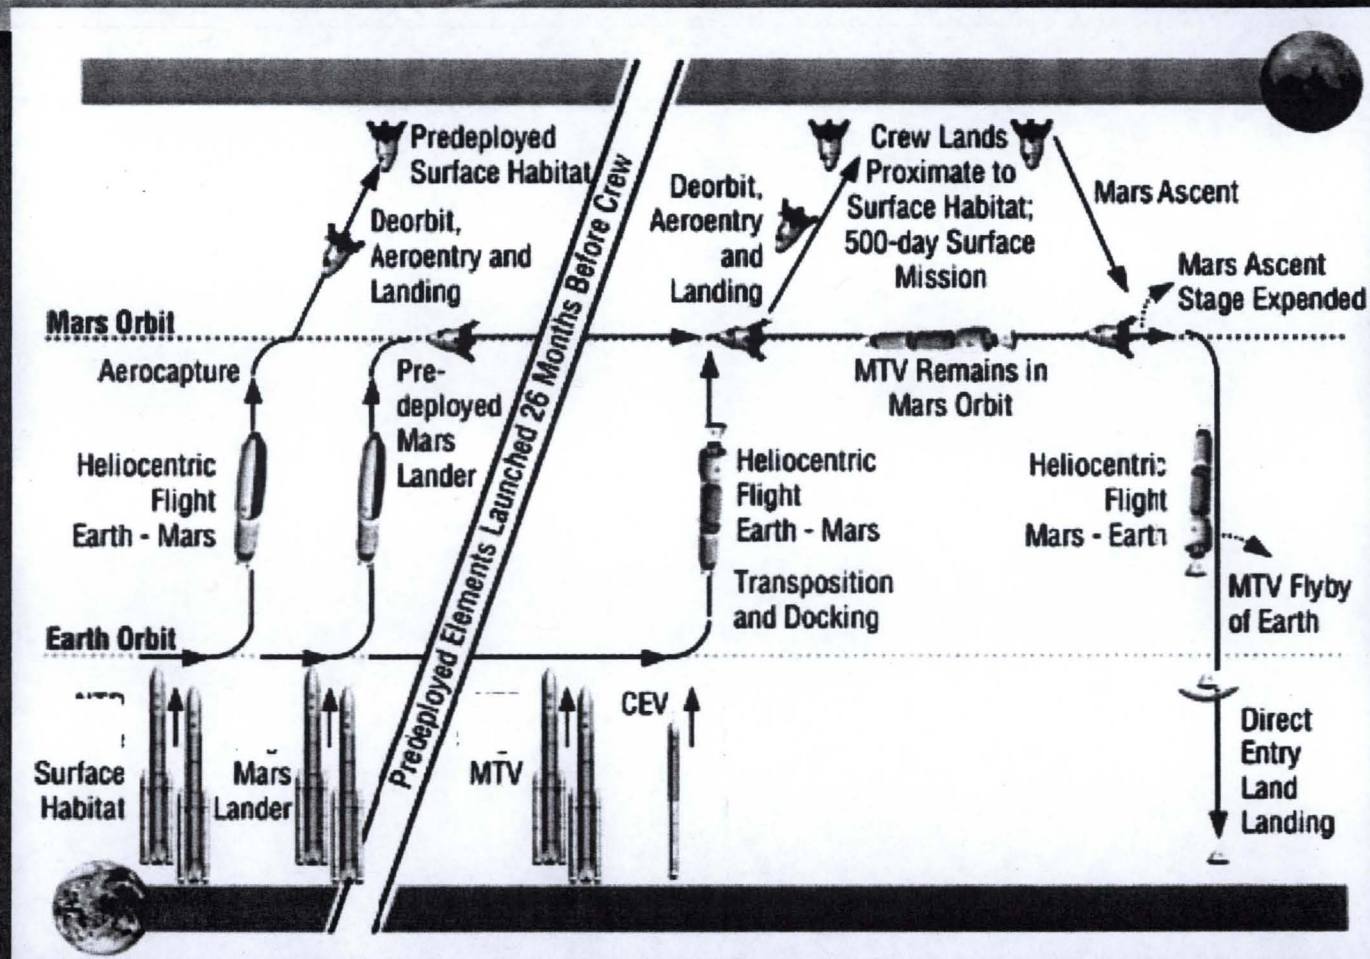 Predeployed
Surface Habitat
Deorbit,
Aeroentry and
Landing
Mars Orbit
Aerocapture
Pre-
deployed
Mars
Lander
Heliocentric
Flight
Earth - Mars
Earth Orbit
Surface
Habitat
Mars
Lander
Predeployed Elements Launched 26 Months Before Crew
Deorbit,
Aeroentry
and
Landing
Crew Lands
Proximate to
Surface Habitat;
500-day Surface
Mission
Mars Ascent
Mars Ascent
Stage Expended
MTV Remains in
Mars Orbit
Heliocentric
Flight
Earth - Mars
Transposition
and Docking
MTV
CEV
Heliocentric
Flight
Mars - Earth
MTV Flyby
of Earth
Direct
Entry
Land
Landing